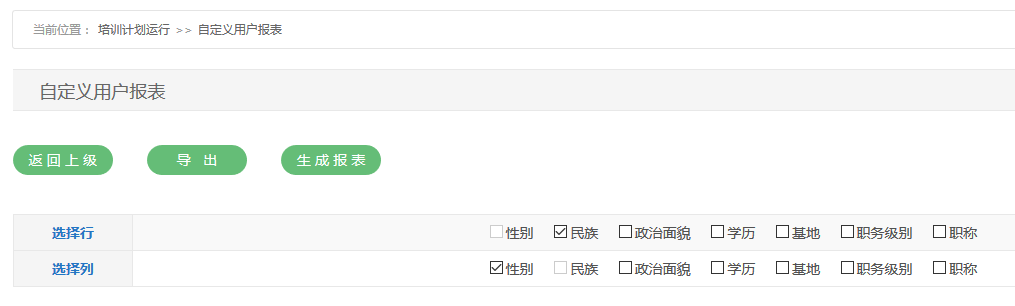 当前位置： 培训计划运行 >> 自定义用户报表
自定义用户报表
返回上级 导 出 生成报表
选择行 性别 民族 政治面貌 学历 基地 职务级别 职称
选择列 性别 民族 政治面貌 学历 基地 职务级别 职称